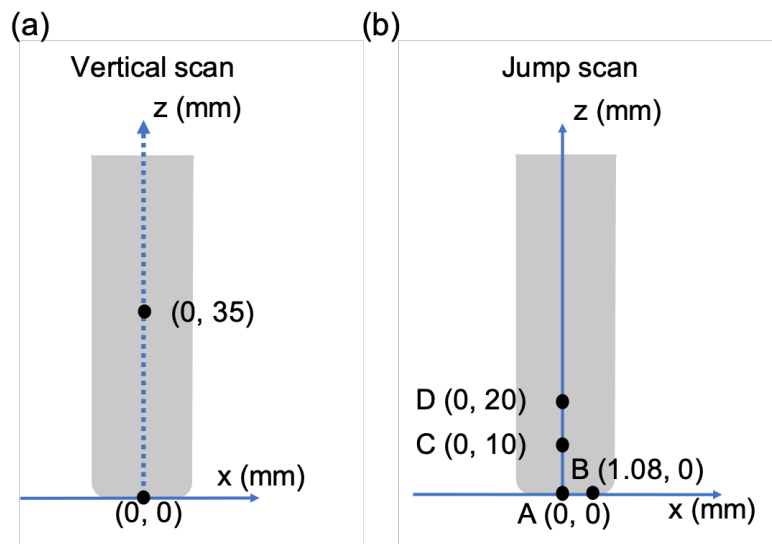 (a)
Vertical scan
z (mm)
(0, 35)
x (mm)
(0, 0)
(b)
Jump scan
z (mm)
D (0, 20)
C (0, 10)
B (1.08, 0)
A (0, 0)
x (mm)